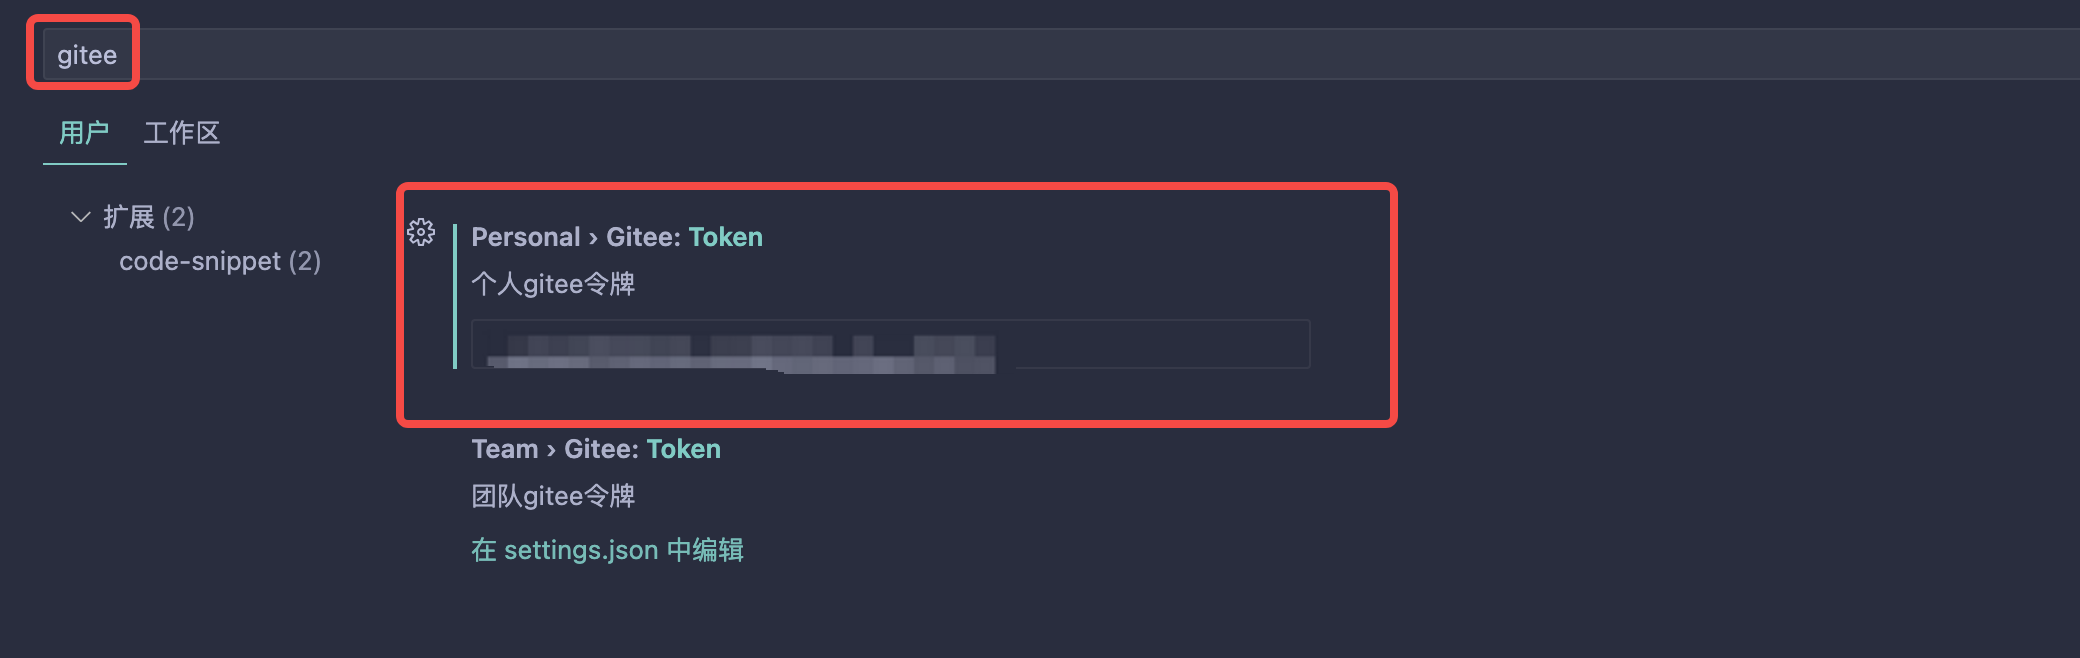 gitee
用户 工作区
扩展 (2)
code-snippet (2)
Personal › Gitee: Token
个人gitee令牌
Team › Gitee: Token
团队gitee令牌
在 settings.json 中编辑